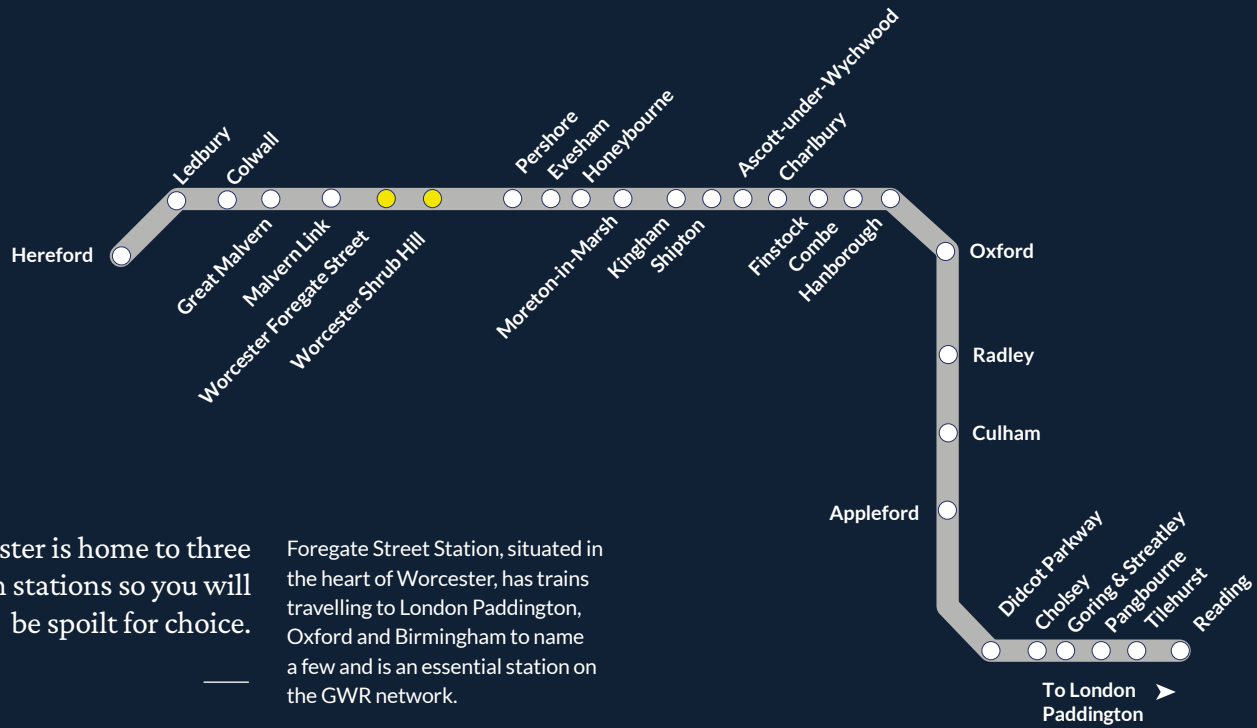 Hereford
Ledbury
Colwall
Great Malvern
Malvern Link
Worcester Foregate Street
Worcester Shrub Hill
Pershore
Evesham
Honeybourne
Moreton-in-Marsh
Kingham
Shipton
Ascott-under-Wychwood
Charlbury
Finstock
Combe
Hanborough
Oxford
Radley
Culham
Appleford
Didcot Parkway
Cholsey
Goring & Streatley
Pangbourne
Tilehurst
Reading
To London
Paddington
is home to three
stations so you will
be spoilt for choice.
Foregate Street Station, situated in
the heart of Worcester, has trains
travelling to London Paddington,
Oxford and Birmingham to name
a few and is an essential station on
the GWR network.